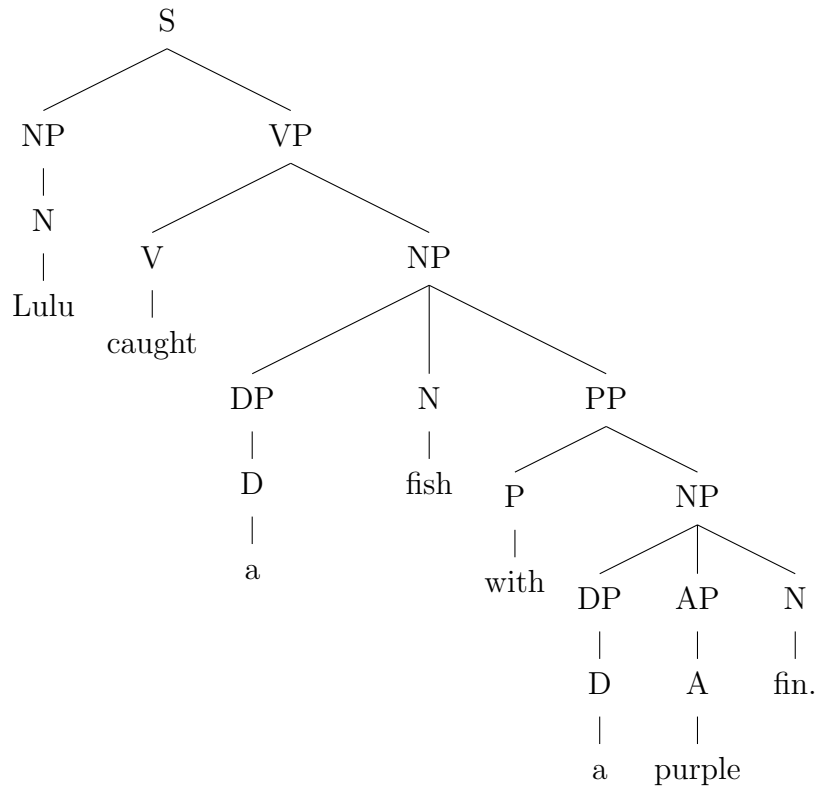 S
NP VP
N
V NP
Lulu
caught
DP N PP
D fish P NP
a with
DP AP N
D A fin.
a purple